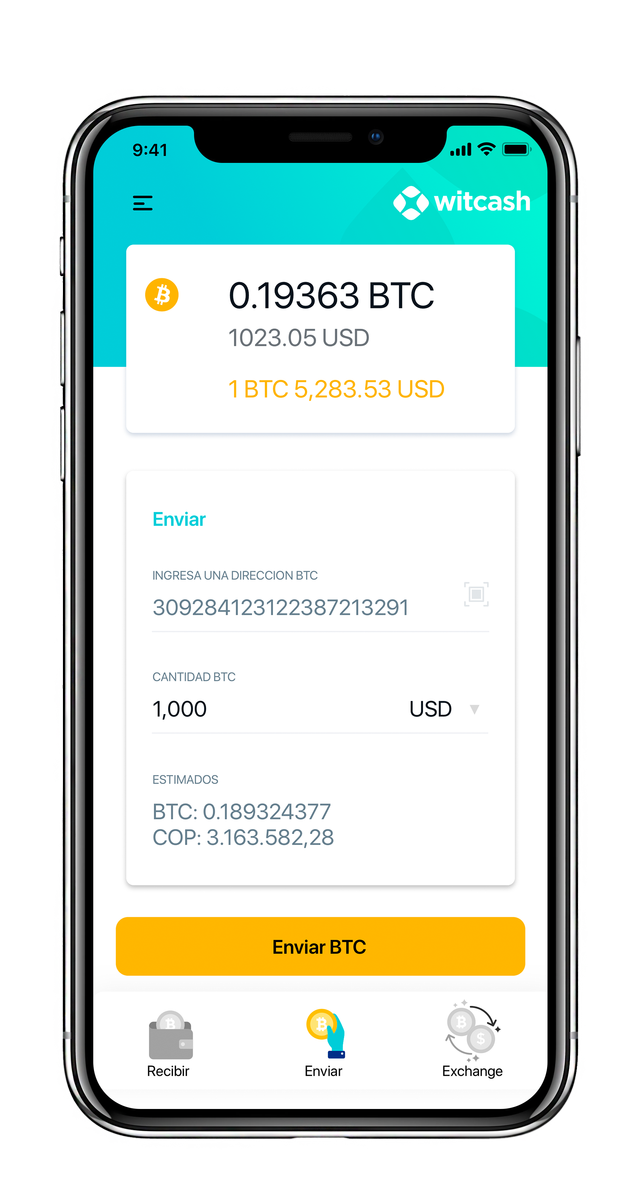 9:41
witcash
0.19363 BTC
1023.05 USD
1 BTC 5,283.53 USD
Enviar
INGRESA UNA DIRECCION BTC
309284123122387213291
CANTIDAD BTC
1,000 USD
ESTIMADOS
BTC: 0.189324377
COP: 3.163.582,28
Enviar BTC
Recibir Enviar Exchange